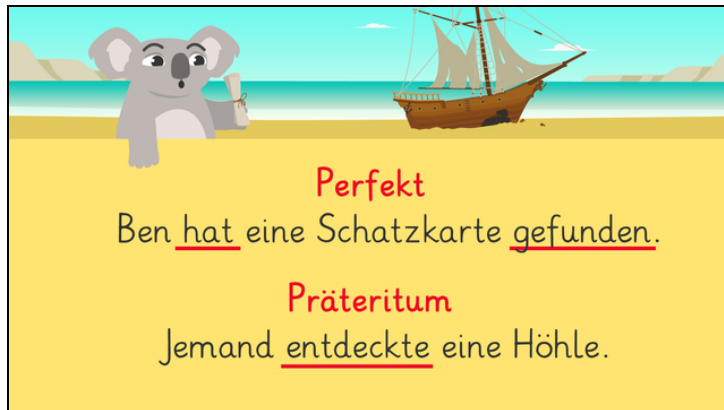 Perfekt
Ben hat eine Schatzkarte gefunden.
Präteritum
Jemand entdeckte eine Höhle.